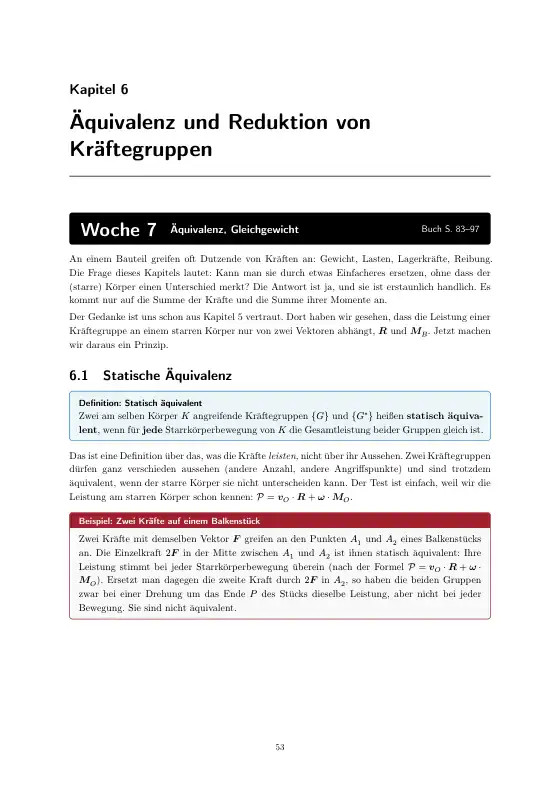 Kapitel 6
Äquivalenz und Reduktion von
Kräftegruppen
Woche 7 Äquivalenz, Gleichgewicht Buch S. 83–97
An einem Bauteil greifen oft Dutzende von Kräften an: Gewicht, Lasten, Lagerkräfte, Reibung.
Die Frage dieses Kapitels lautet: Kann man sie durch etwas Einfacheres ersetzen, ohne dass der
(starre) Körper einen Unterschied merkt? Die Antwort ist ja, und sie ist erstaunlich handlich. Es
kommt nur auf die Summe der Kräfte und die Summe ihrer Momente an.
Der Gedanke ist uns schon aus Kapitel 5 vertraut. Dort haben wir gesehen, dass die Leistung einer
Kräftegruppe an einem starren Körper nur von zwei Vektoren abhängt, R und M_B. Jetzt machen
wir daraus ein Prinzip.
6.1 Statische Äquivalenz
Definition: Statisch äquivalent
Zwei am selben Körper K angreifende Kräftegruppen {G} und {G*} heißen statisch äquiva-
lent, wenn für jede Starrkörperbewegung von K die Gesamtleistung beider Gruppen gleich ist.
Das ist eine Definition über das, was die Kräfte leisten, nicht über ihr Aussehen. Zwei Kräftegruppen
dürfen ganz verschieden aussehen (andere Anzahl, andere Angriffspunkte) und sind trotzdem
äquivalent, wenn der starre Körper sie nicht unterscheiden kann. Der Test ist einfach, weil wir die
Leistung am starren Körper schon kennen: P = v_O · R + ω · M_O.
Beispiel: Zwei Kräfte auf einem Balkenstück
Zwei Kräfte mit demselben Vektor F greifen an den Punkten A_1 und A_2 eines Balkenstücks
an. Die Einzelkraft 2F in der Mitte zwischen A_1 und A_2 ist ihnen statisch äquivalent: Ihre
Leistung stimmt bei jeder Starrkörperbewegung überein (nach der Formel P = v_O · R + ω ·
M_O). Ersetzt man dagegen die zweite Kraft durch 2F in A_2, so haben die beiden Gruppen
zwar bei einer Drehung um das Ende P des Stücks dieselbe Leistung, aber nicht bei jeder
Bewegung. Sie sind nicht äquivalent.
53